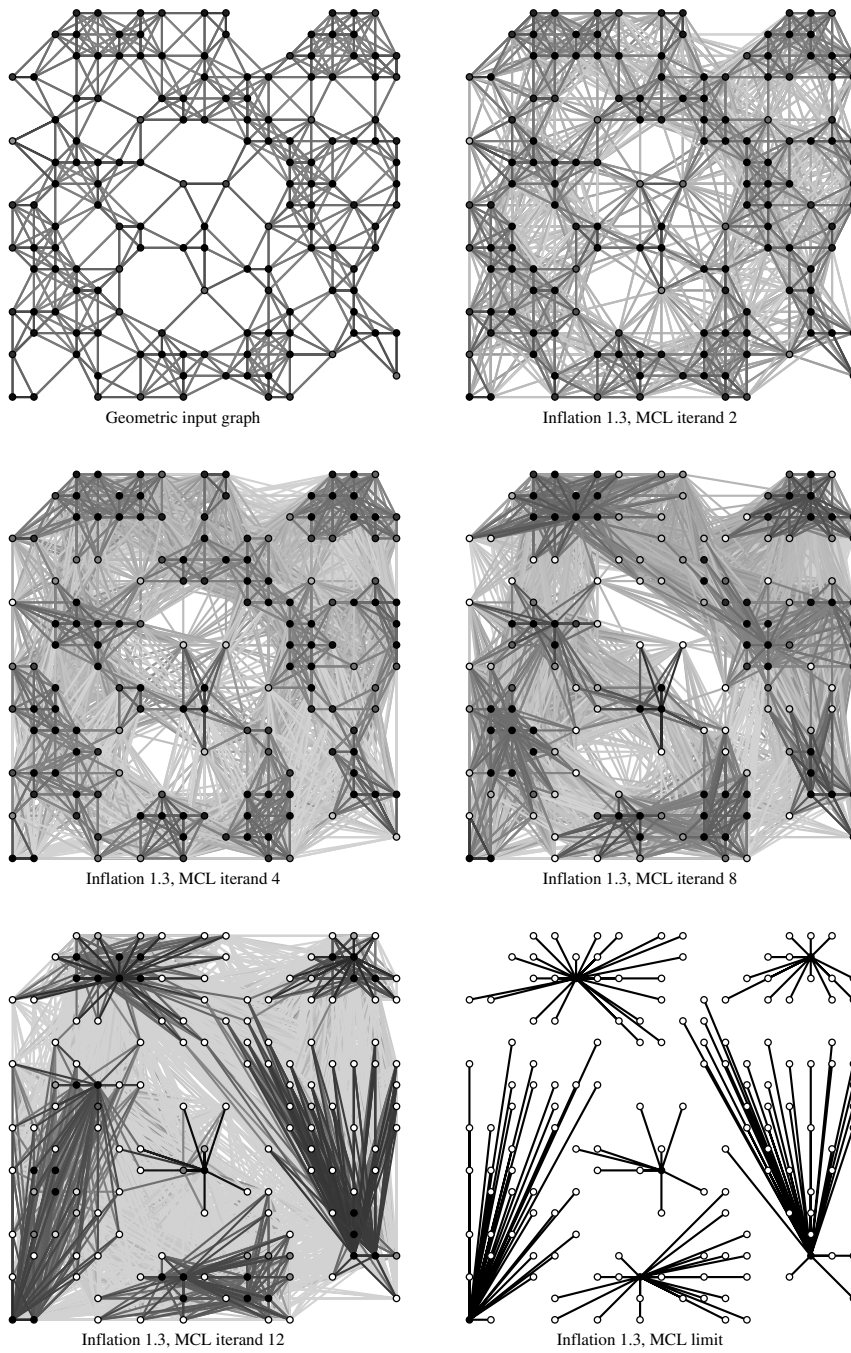 Geometric input graph
Inflation 1.3, MCL iterand 2
Inflation 1.3, MCL iterand 4
Inflation 1.3, MCL iterand 8
Inflation 1.3, MCL iterand 12
Inflation 1.3, MCL limit